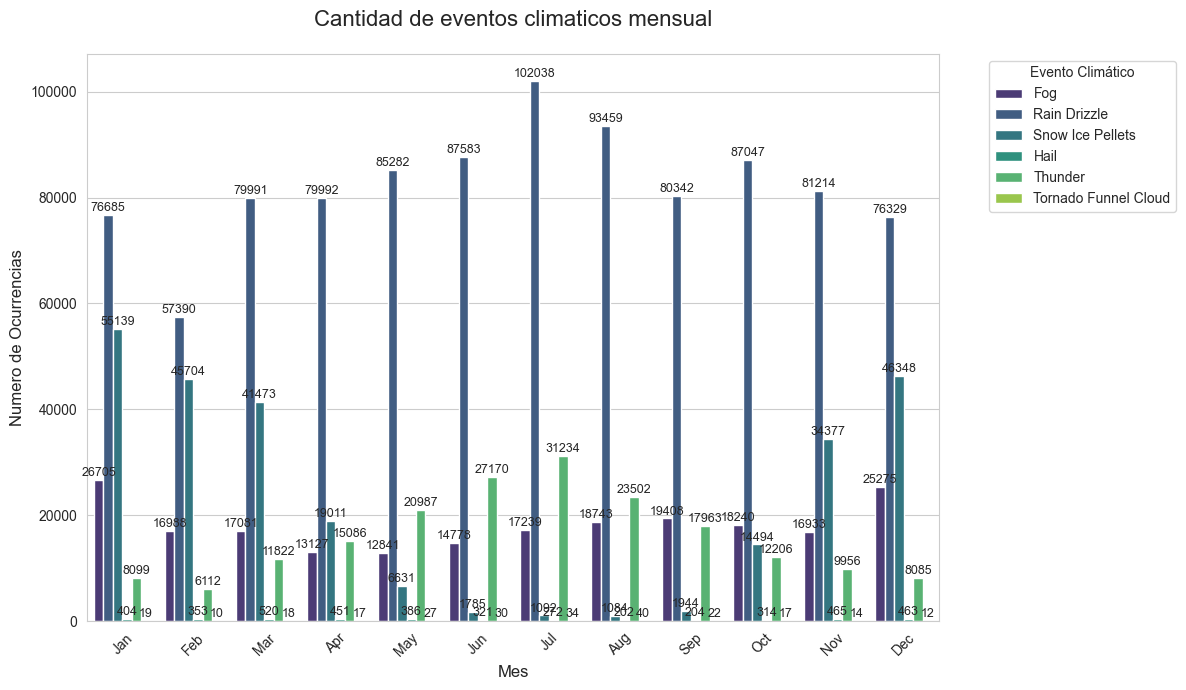 Cantidad de eventos climaticos mensual
Numero de Ocurrencias
100000
80000
60000
40000
20000
0
26705 76685 55139 404 8099 19
16988 57390 45704 353 6112 10
17081 79991 41473 520 11822 18
13127 79992 19011 451 15086 17
12841 85282 6631 386 20987 27
14778 87583 1785 321 27170 30
17239 102038 1092 272 31234 34
18743 93459 1084 202 23502 40
19408 80342 1944 204 17963 22
18240 87047 14494 314 12206 17
16933 81214 34377 465 9956 14
25275 76329 46348 463 8085 12
Jan Feb Mar Apr May Jun Jul Aug Sep Oct Nov Dec
Mes
Evento Climático
Fog
Rain Drizzle
Snow Ice Pellets
Hail
Thunder
Tornado Funnel Cloud